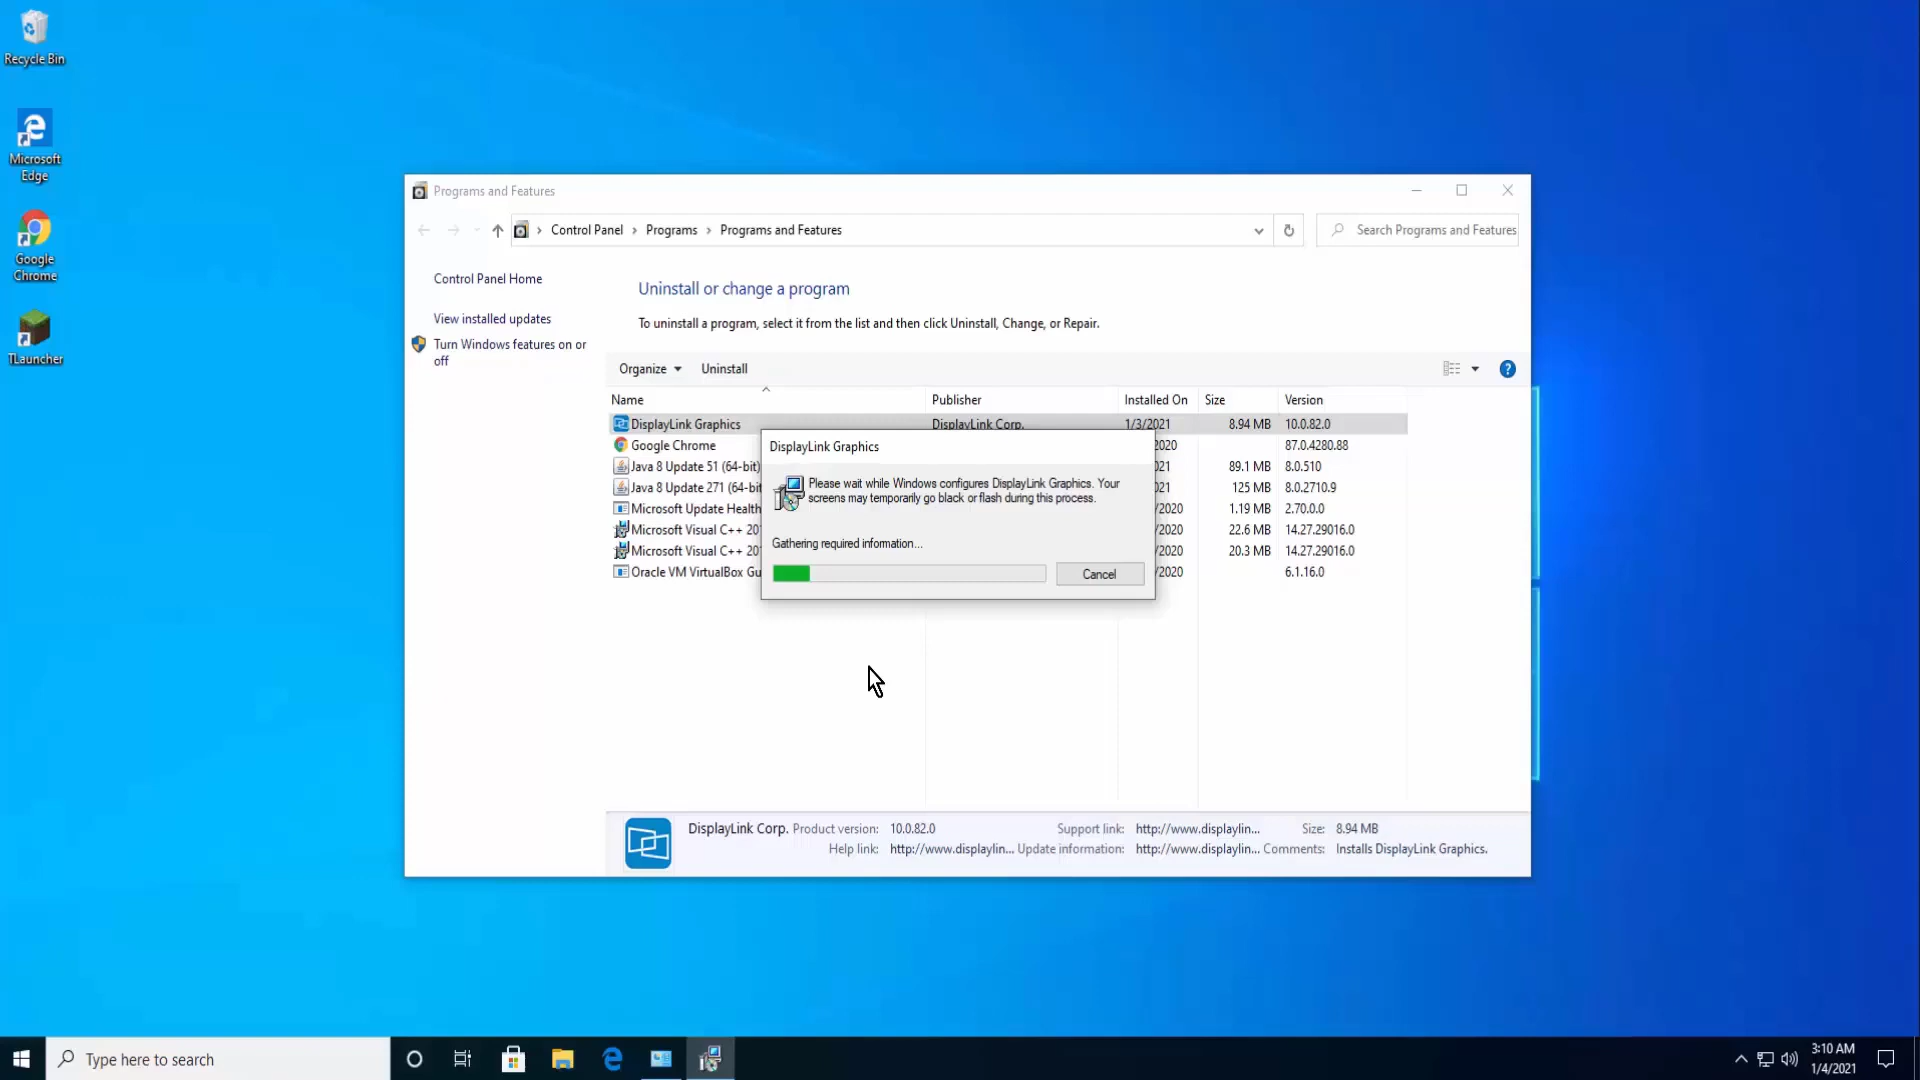 Recycle Bin
Microsoft
Edge
Google
Chrome
TLauncher
Programs and Features
Control Panel
Programs
Programs and Features
Search Programs and Features
Control Panel Home
View installed updates
Turn Windows features on or
off
Uninstall or change a program
To uninstall a program, select it from the list and then click Uninstall, Change, or Repair.
Organize
Uninstall
Name Publisher Installed On Size Version
DisplayLink Graphics DisplayLink Corp. 1/3/2021 8.94 MB 10.0.82.0
Google Chrome 2020 87.0.4280.88
Java 8 Update 51 (64-bit) 021 89.1 MB 8.0.510
Java 8 Update 271 (64-bit 021 125 MB 8.0.2710.9
Microsoft Update Health /2020 1.19 MB 2.70.0.0
Microsoft Visual C++ 20 /2020 22.6 MB 14.27.29016.0
Microsoft Visual C++ 20 /2020 20.3 MB 14.27.29016.0
Oracle VM VirtualBox Gu /2020 6.1.16.0
DisplayLink Graphics
Please wait while Windows configures DisplayLink Graphics. Your
screens may temporarily go black or flash during this process.
Gathering required information...
Cancel
DisplayLink Corp. Product version: 10.0.82.0 Support link: http://www.displaylin... Size: 8.94 MB
Help link: http://www.displaylin... Update information: http://www.displaylin... Comments: Installs DisplayLink Graphics.
Type here to search
3:10 AM
1/4/2021